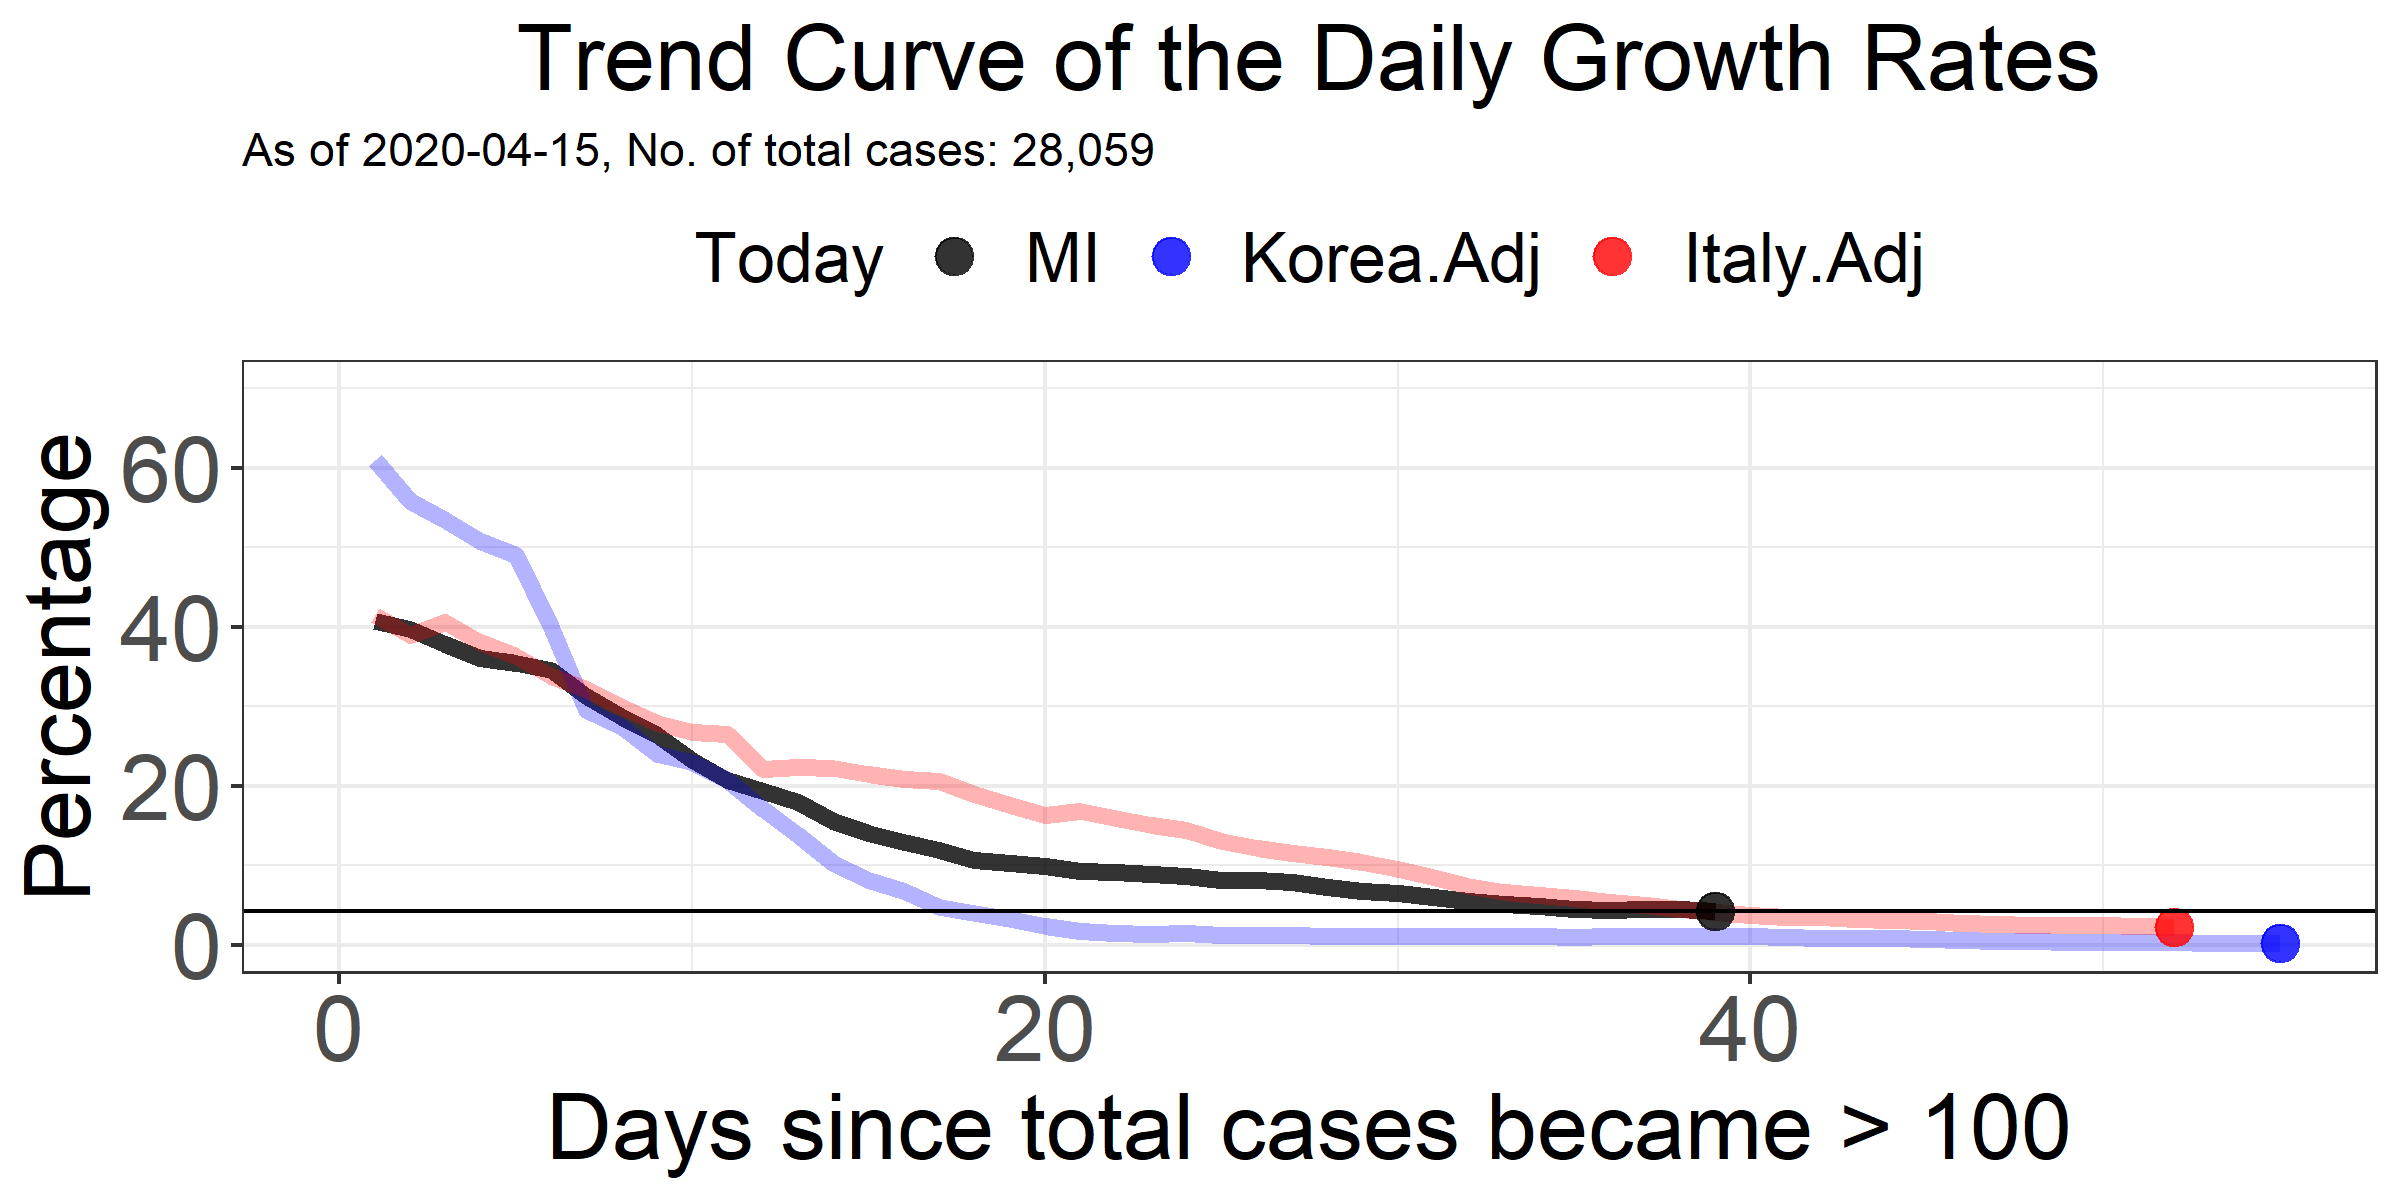 Trend Curve of the Daily Growth Rates
As of 2020-04-15, No. of total cases: 28,059
Today MI Korea.Adj Italy.Adj
Percentage
60
40
20
0
0 20 40
Days since total cases became > 100